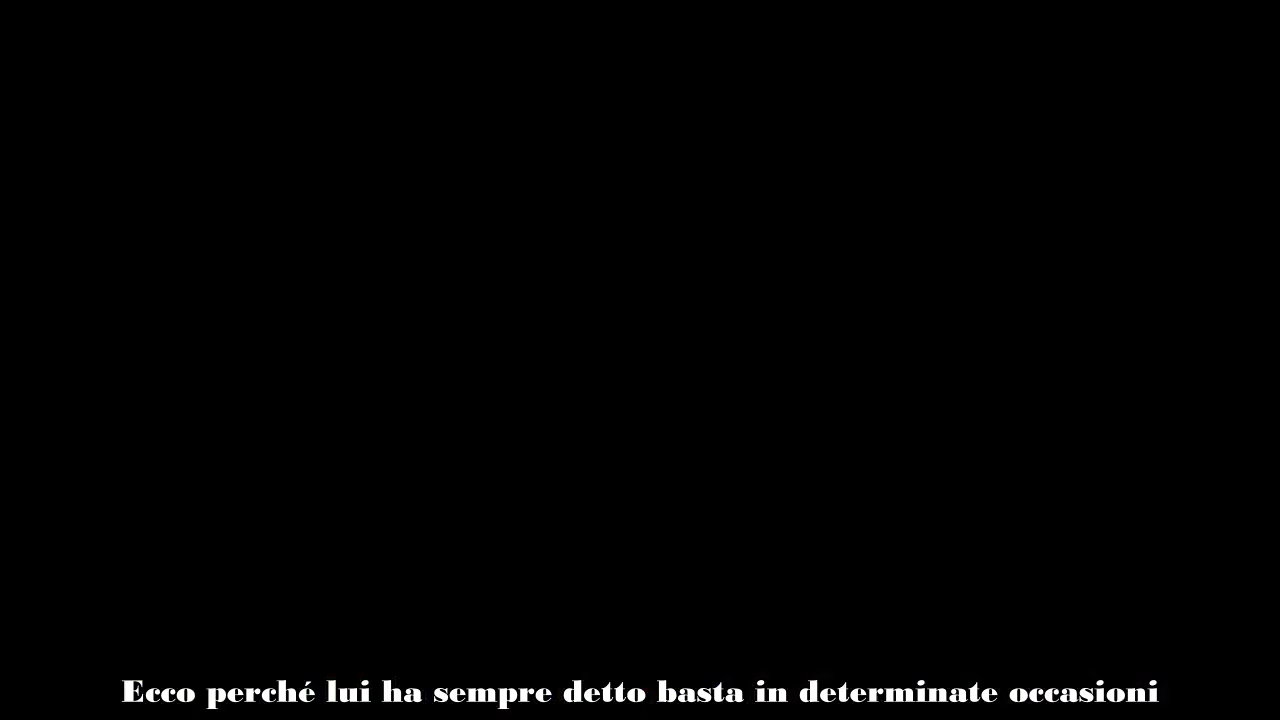 Ecco perché lui ha sempre detto basta in determinate occasioni